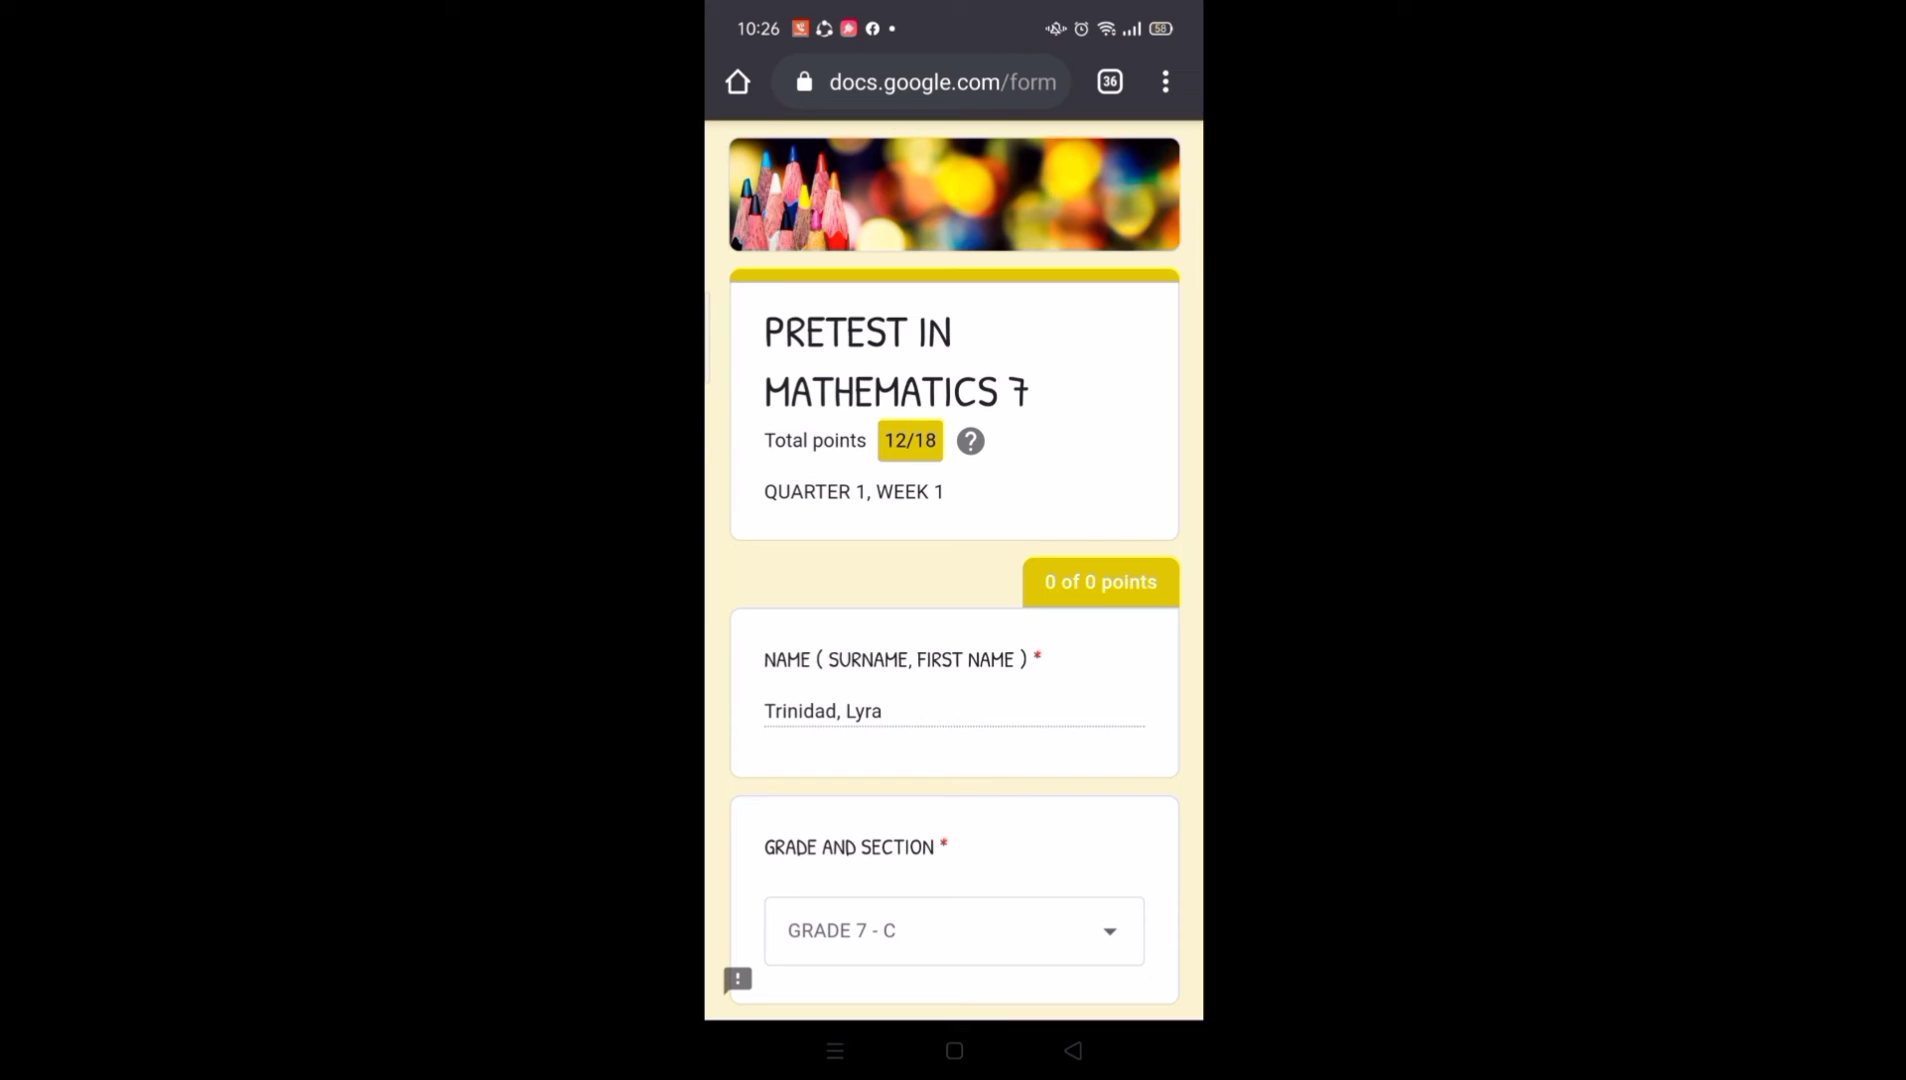 10:26
58
docs.google.com/form
36
PRETEST IN
MATHEMATICS 7
Total points 12/18 ?
QUARTER 1, WEEK 1
0 of 0 points
NAME ( SURNAME, FIRST NAME ) *
Trinidad, Lyra
GRADE AND SECTION *
GRADE 7 - C
!